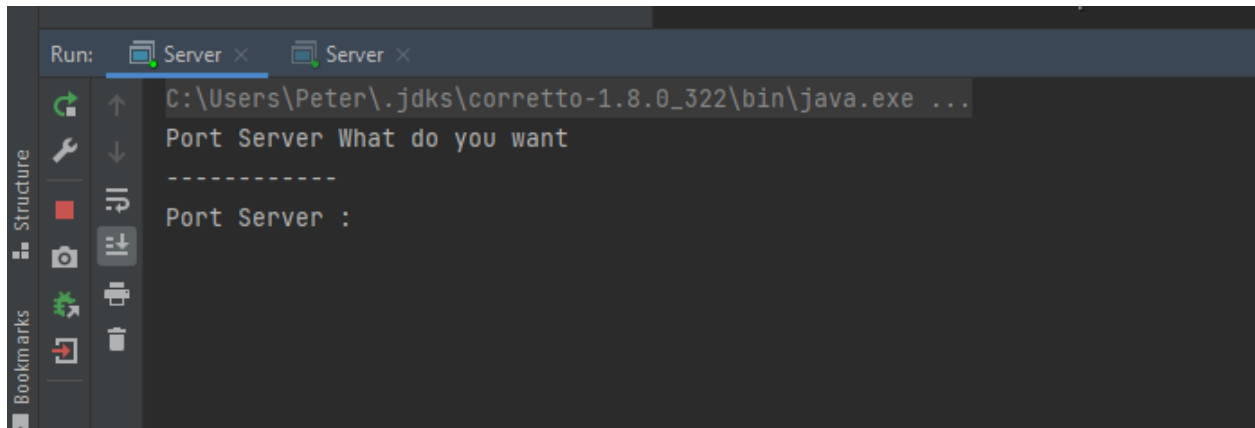 Run: Server Server
C:\Users\Peter\.jdks\corretto-1.8.0_322\bin\java.exe ...
Port Server What do you want
------------
Port Server :
Structure
Bookmarks